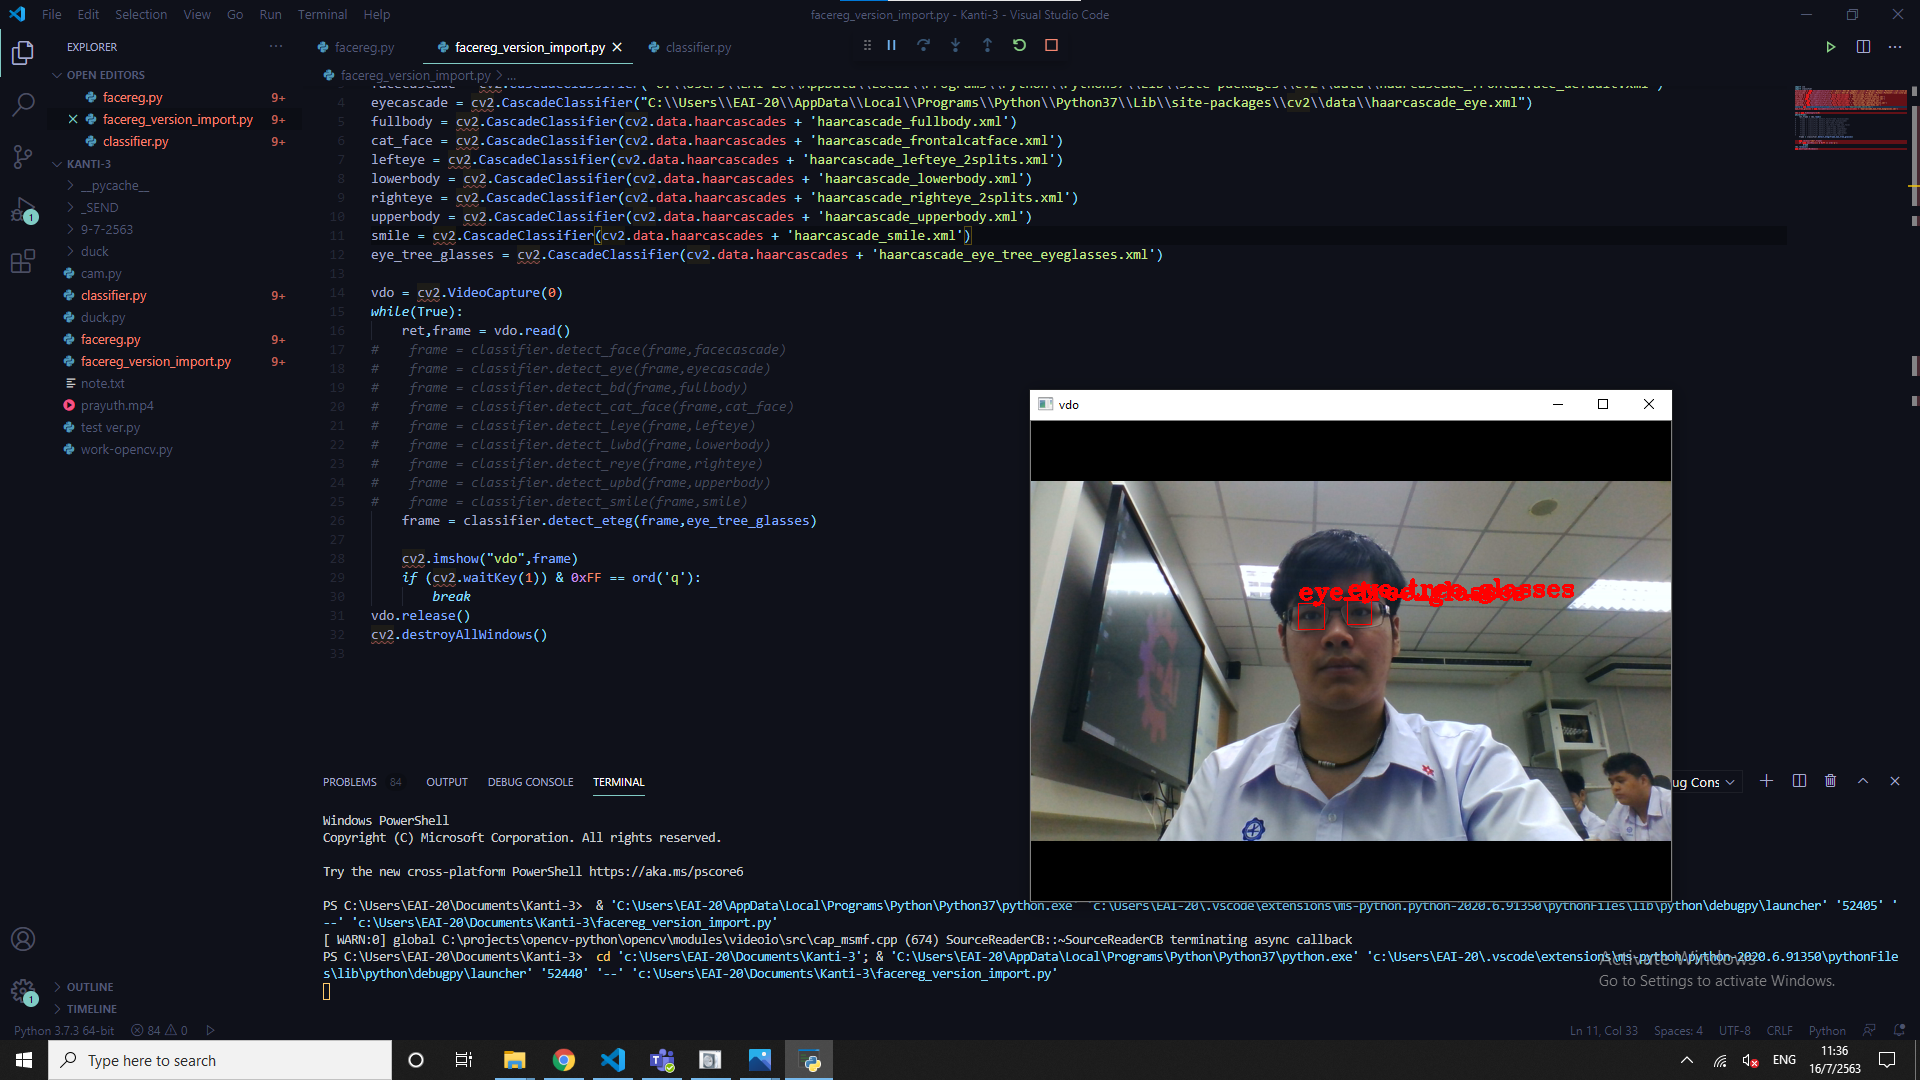 File Edit Selection View Go Run Terminal Help
facereg_version_import.py - Kanti-3 - Visual Studio Code
EXPLORER
facereg.py
facereg_version_import.py
classifier.py
facereg_version_import.py > ...
OPEN EDITORS
facereg.py 9+
facereg_version_import.py 9+
classifier.py 9+
KANTI-3
__pycache__
_SEND
9-7-2563
duck
cam.py
classifier.py 9+
duck.py
facereg.py 9+
facereg_version_import.py 9+
note.txt
prayuth.mp4
test ver.py
work-opencv.py
OUTLINE
TIMELINE
4 eyecascade = cv2.CascadeClassifier("C:\\Users\\EAI-20\\AppData\\Local\\Programs\\Python\\Python37\\Lib\\site-packages\\cv2\\data\\haarcascade_eye.xml")
5 fullbody = cv2.CascadeClassifier(cv2.data.haarcascades + 'haarcascade_fullbody.xml')
6 cat_face = cv2.CascadeClassifier(cv2.data.haarcascades + 'haarcascade_frontalcatface.xml')
7 lefteye = cv2.CascadeClassifier(cv2.data.haarcascades + 'haarcascade_lefteye_2splits.xml')
8 lowerbody = cv2.CascadeClassifier(cv2.data.haarcascades + 'haarcascade_lowerbody.xml')
9 righteye = cv2.CascadeClassifier(cv2.data.haarcascades + 'haarcascade_righteye_2splits.xml')
10 upperbody = cv2.CascadeClassifier(cv2.data.haarcascades + 'haarcascade_upperbody.xml')
11 smile = cv2.CascadeClassifier(cv2.data.haarcascades + 'haarcascade_smile.xml')
12 eye_tree_glasses = cv2.CascadeClassifier(cv2.data.haarcascades + 'haarcascade_eye_tree_eyeglasses.xml')
13
14 vdo = cv2.VideoCapture(0)
15 while(True):
16 ret,frame = vdo.read()
17 # frame = classifier.detect_face(frame,facecascade)
18 # frame = classifier.detect_eye(frame,eyecascade)
19 # frame = classifier.detect_bd(frame,fullbody)
20 # frame = classifier.detect_cat_face(frame,cat_face)
21 # frame = classifier.detect_leye(frame,lefteye)
22 # frame = classifier.detect_lwbd(frame,lowerbody)
23 # frame = classifier.detect_reye(frame,righteye)
24 # frame = classifier.detect_upbd(frame,upperbody)
25 # frame = classifier.detect_smile(frame,smile)
26 frame = classifier.detect_eteg(frame,eye_tree_glasses)
27
28 cv2.imshow("vdo",frame)
29 if (cv2.waitKey(1)) & 0xFF == ord('q'):
30 break
31 vdo.release()
32 cv2.destroyAllWindows()
33
vdo
eye_tree_glasses
PROBLEMS 84 OUTPUT DEBUG CONSOLE TERMINAL
ug Cons
Windows PowerShell
Copyright (C) Microsoft Corporation. All rights reserved.
Try the new cross-platform PowerShell https://aka.ms/pscore6
PS C:\Users\EAI-20\Documents\Kanti-3> & 'C:\Users\EAI-20\AppData\Local\Programs\Python\Python37\python.exe' 'c:\Users\EAI-20\.vscode\extensions\ms-python.python-2020.6.91350\pythonFiles\lib\python\debugpy\launcher' '52405' '
--' 'c:\Users\EAI-20\Documents\Kanti-3\facereg_version_import.py'
[ WARN:0] global C:\projects\opencv-python\opencv\modules\videoio\src\cap_msmf.cpp (674) SourceReaderCB::~SourceReaderCB terminating async callback
PS C:\Users\EAI-20\Documents\Kanti-3> cd 'c:\Users\EAI-20\Documents\Kanti-3'; & 'C:\Users\EAI-20\AppData\Local\Programs\Python\Python37\python.exe' 'c:\Users\EAI-20\.vscode\extensions\ms-python.python-2020.6.91350\pythonFile
s\lib\python\debugpy\launcher' '52440' '--' 'c:\Users\EAI-20\Documents\Kanti-3\facereg_version_import.py'
Activate Windows
Go to Settings to activate Windows.
Python 3.7.3 64-bit 84 0
Ln 11, Col 33 Spaces: 4 UTF-8 CRLF Python
Type here to search
ENG
11:36
16/7/2563